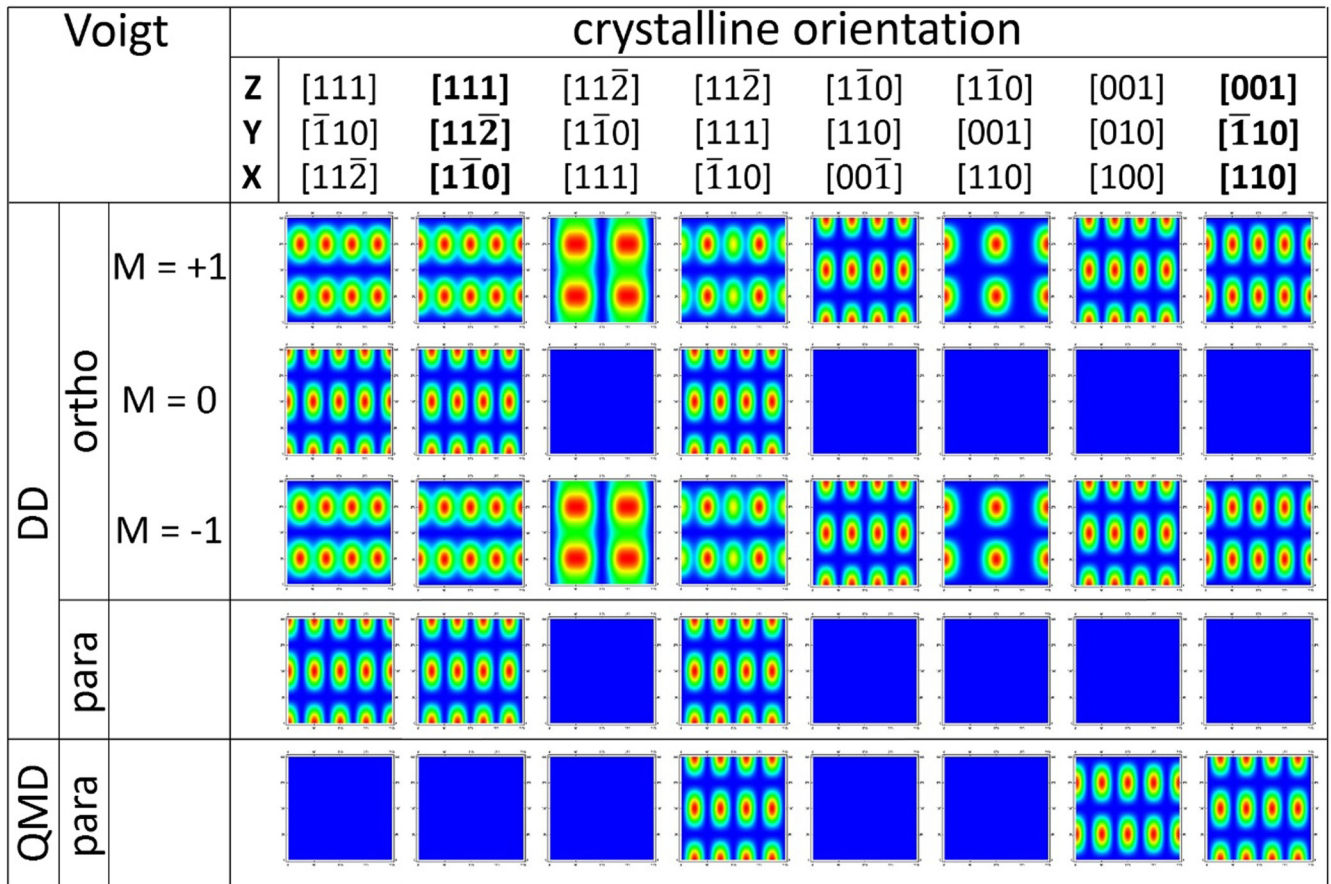 Voigt
crystalline orientation
Z [111] [111] [112̅] [112̅] [11̅0] [11̅0] [001] [001]
Y [1̅10] [112̅] [11̅0] [111] [110] [001] [010] [1̅10]
X [112̅] [11̅0] [111] [1̅10] [001̅] [110] [100] [110]
DD
ortho
M = +1
M = 0
M = -1
para
QMD
para